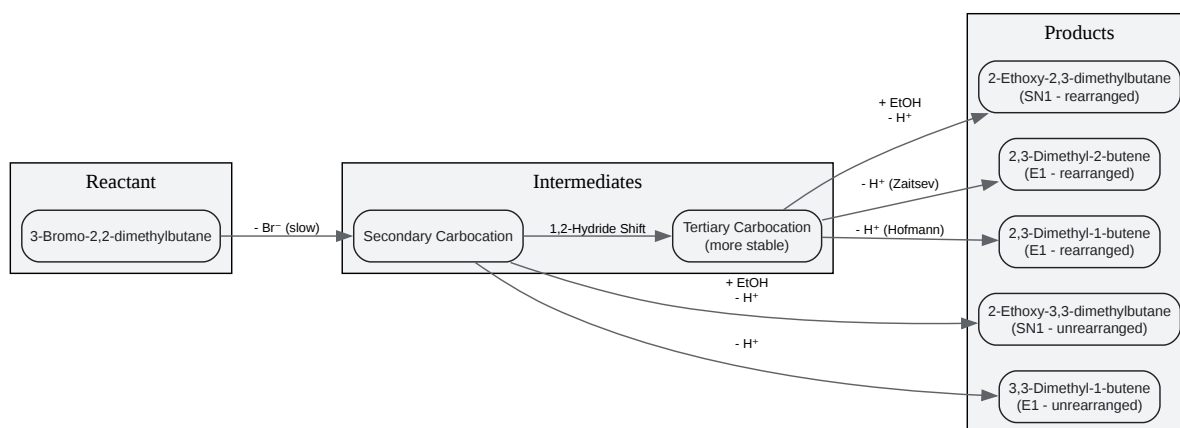 Reactant
3-Bromo-2,2-dimethylbutane
- Br⁻ (slow)
Intermediates
Secondary Carbocation
1,2-Hydride Shift
Tertiary Carbocation
(more stable)
+ EtOH
- H⁺
- H⁺ (Zaitsev)
- H⁺ (Hofmann)
+ EtOH
- H⁺
- H⁺
Products
2-Ethoxy-2,3-dimethylbutane
(SN1 - rearranged)
2,3-Dimethyl-2-butene
(E1 - rearranged)
2,3-Dimethyl-1-butene
(E1 - rearranged)
2-Ethoxy-3,3-dimethylbutane
(SN1 - unrearranged)
3,3-Dimethyl-1-butene
(E1 - unrearranged)